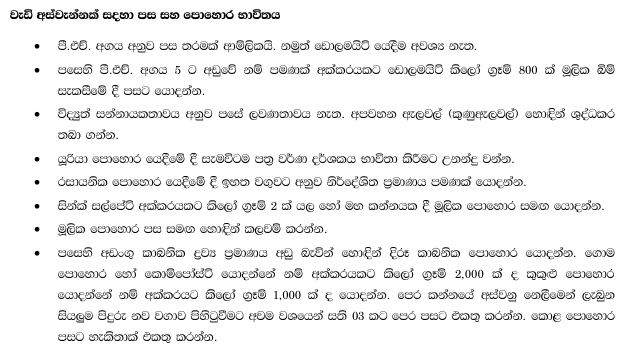 වැඩි අස්වැන්නක් සඳහා පස සහ පොහොර භාවිතය
• පී.එච්. අගය අනුව පස තරමක් ආම්ලිකයි. නමුත් ඩොලමයිට් යෙදීම අවශ්‍ය නැත.
• පසෙහි පී.එච්. අගය 5 ට අඩුවේ නම් පමණක් අක්කරයකට ඩොලමයිට් කිලෝ ග්‍රෑම් 800 ක් මූලික බිම්
සැකසීමේ දී පසට යොදන්න.
• විද්‍යුත් සන්නායකතාවය අනුව පසේ ලවණතාවය නැත. අපවහන ඇලවල් (කුණුඇලවල්) හොඳින් ශුද්ධකර
තබා ගන්න.
• යූරියා පොහොර යෙදීමේ දී සැමවිටම පත්‍ර වර්ණ දර්ශකය භාවිතා කිරීමට උනන්දු වන්න.
• රසායනික පොහොර යෙදීමේ දී ඉහත වගුවට අනුව නිර්දේශිත ප්‍රමාණය පමණක් යොදන්න.
• සින්ක් සල්පේට් අක්කරයකට කිලෝ ග්‍රෑම් 2 ක් යල හෝ මහ කන්නයක දී මූලික පොහොර සමඟ යොදන්න.
• මූලික පොහොර පස සමඟ හොඳින් කලවම් කරන්න.
• පසෙහි අඩංගු කාබනික ද්‍රව්‍ය ප්‍රමාණය අඩු බැවින් හොඳින් දිරූ කාබනික පොහොර යොදන්න. ගොම
පොහොර හෝ කොම්පෝස්ට් යොදන්නේ නම් අක්කරයකට කිලෝ ග්‍රෑම් 2,000 ක් ද කුකුළු පොහොර
යොදන්නේ නම් අක්කරයට කිලෝ ග්‍රෑම් 1,000 ක් ද යොදන්න. පෙර කන්නයේ අස්වනු නෙලීමෙන් ලැබුන
සියලුම පිදුරු නව වගාව පිහිටුවීමට අවම වශයෙන් සති 03 කට පෙර පසට එකතු කරන්න. කොළ පොහොර
පසට හැකිතාක් එකතු කරන්න.